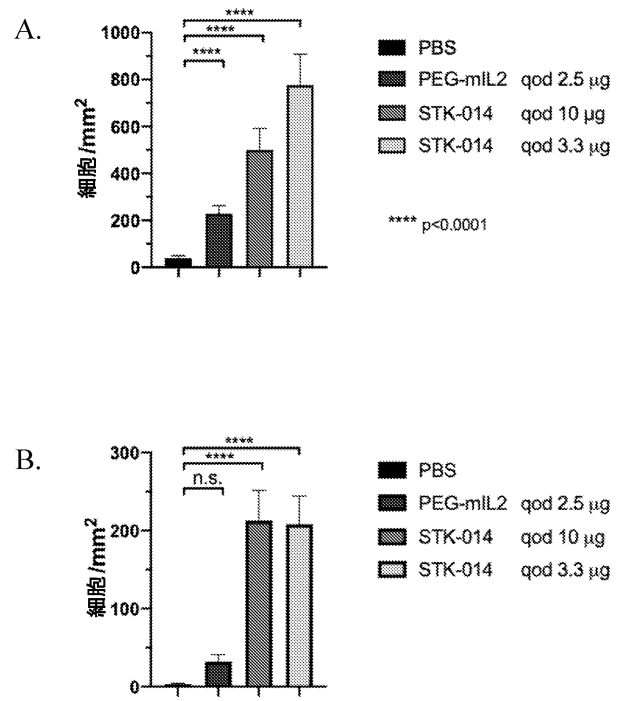 A.
****
****
****
1000
800
600
400
200
0
細胞/mm²
PBS
PEG-mIL2 qod 2.5 µg
STK-014 qod 10 µg
STK-014 qod 3.3 µg
**** p<0.0001
B.
****
****
n.s.
300
200
100
0
細胞/mm²
PBS
PEG-mIL2 qod 2.5 µg
STK-014 qod 10 µg
STK-014 qod 3.3 µg